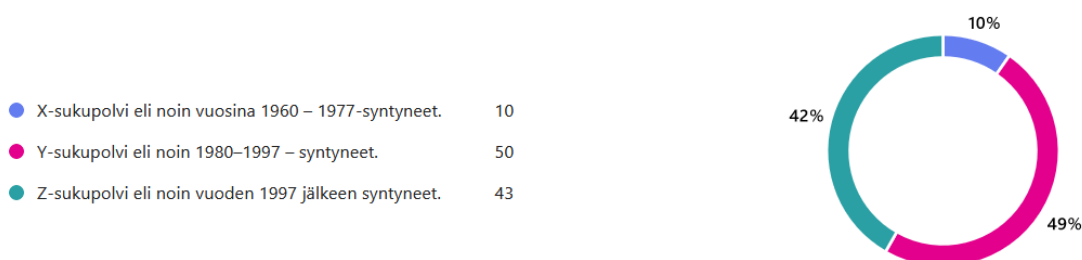 10%
X-sukupolvi eli noin vuosina 1960 – 1977-syntyneet. 10
42%
Y-sukupolvi eli noin 1980–1997 – syntyneet. 50
Z-sukupolvi eli noin vuoden 1997 jälkeen syntyneet. 43
49%